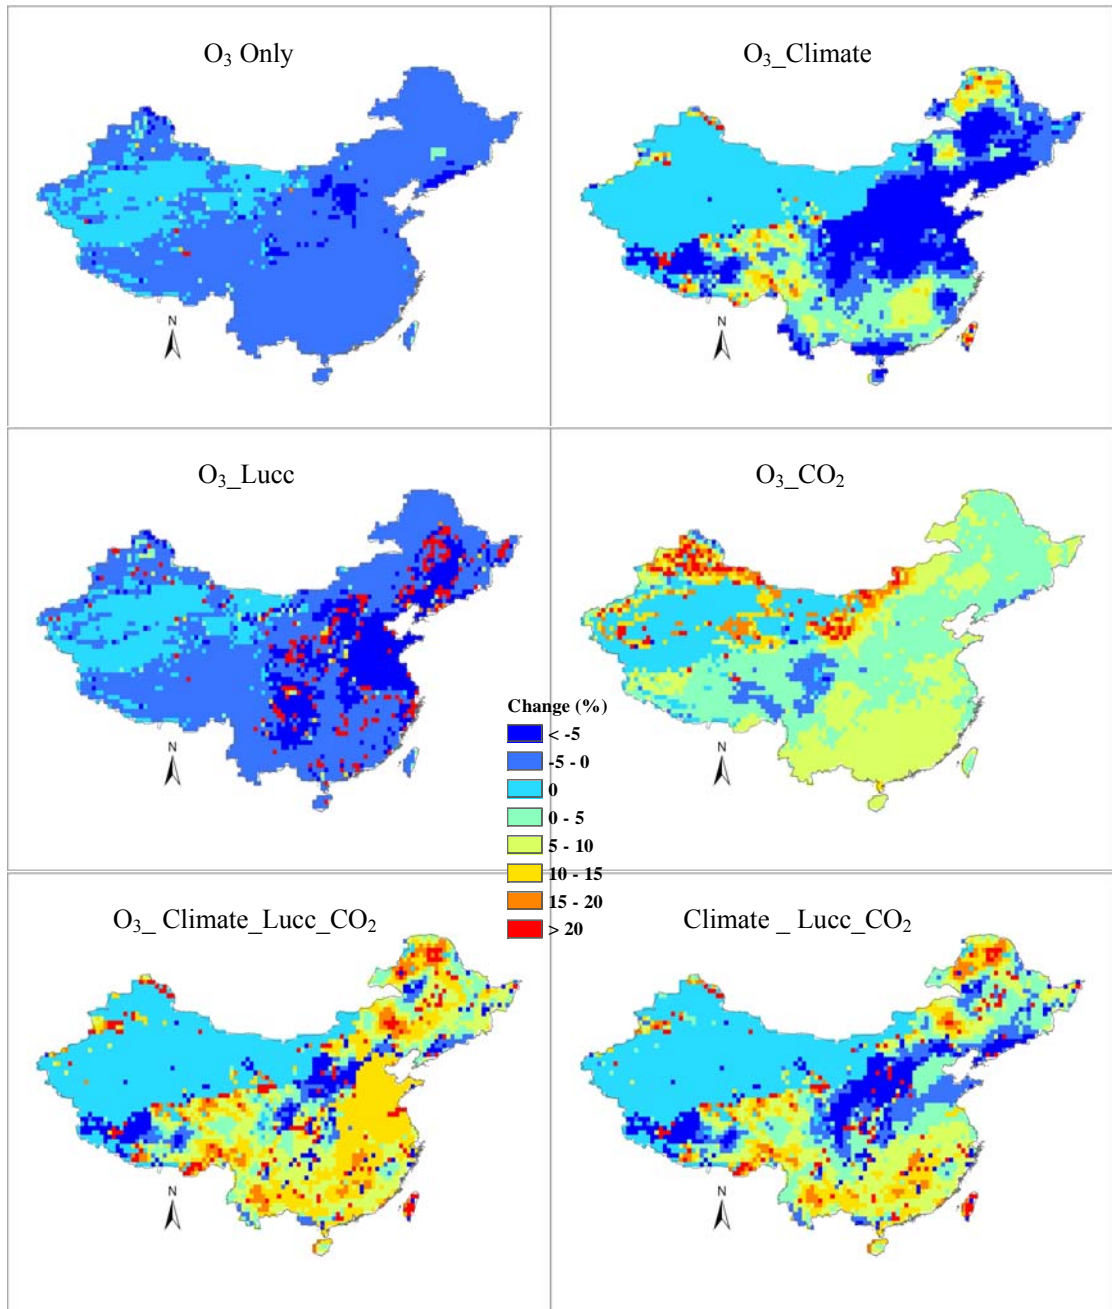 O₃ Only
O₃_Climate
N
N
O₃_Lucc
O₃_CO₂
N
N
Change (%)
< -5
-5 - 0
0
0 - 5
5 - 10
10 - 15
15 - 20
> 20
O₃_ Climate_Lucc_CO₂
Climate _ Lucc_CO₂
N
N